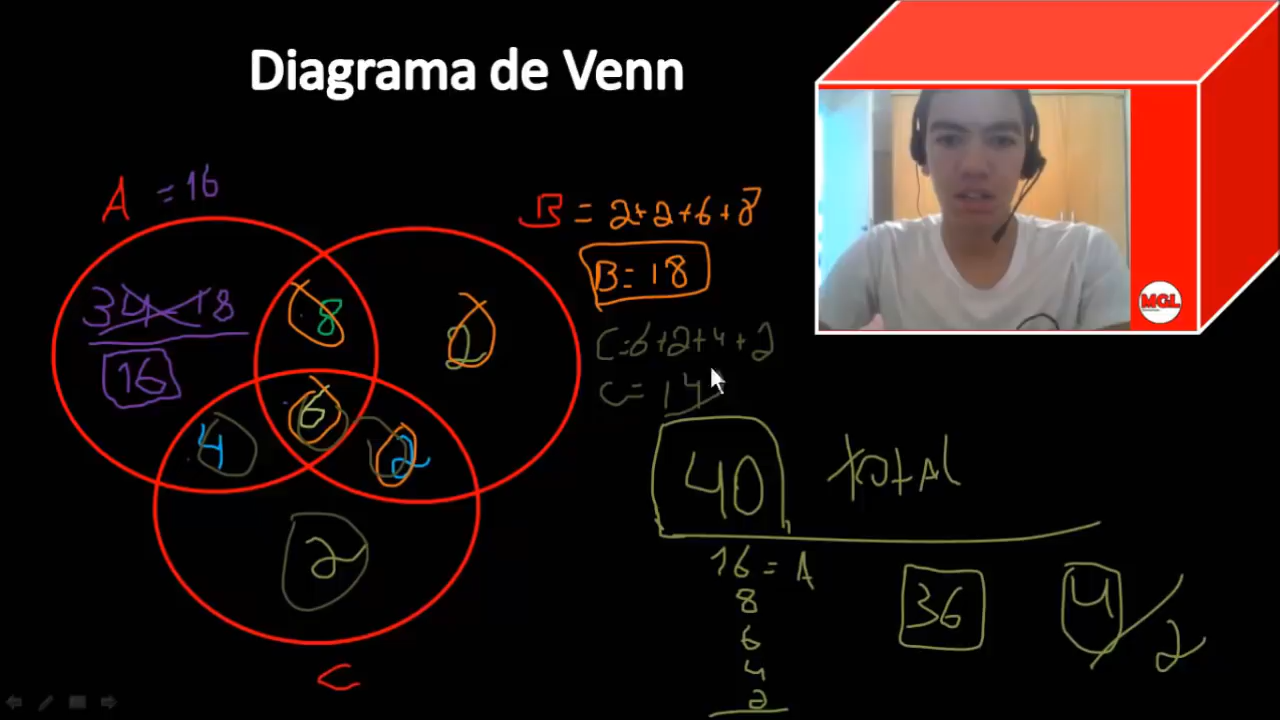 Diagrama de Venn
A = 16
B = 2+2+6+8
B = 18
34 - 18
16
8
2
C = 6+2+4+2
C = 14
6
4
2
2
C
40 total
16 = A
8
6
4
2
36
4/2
MGL